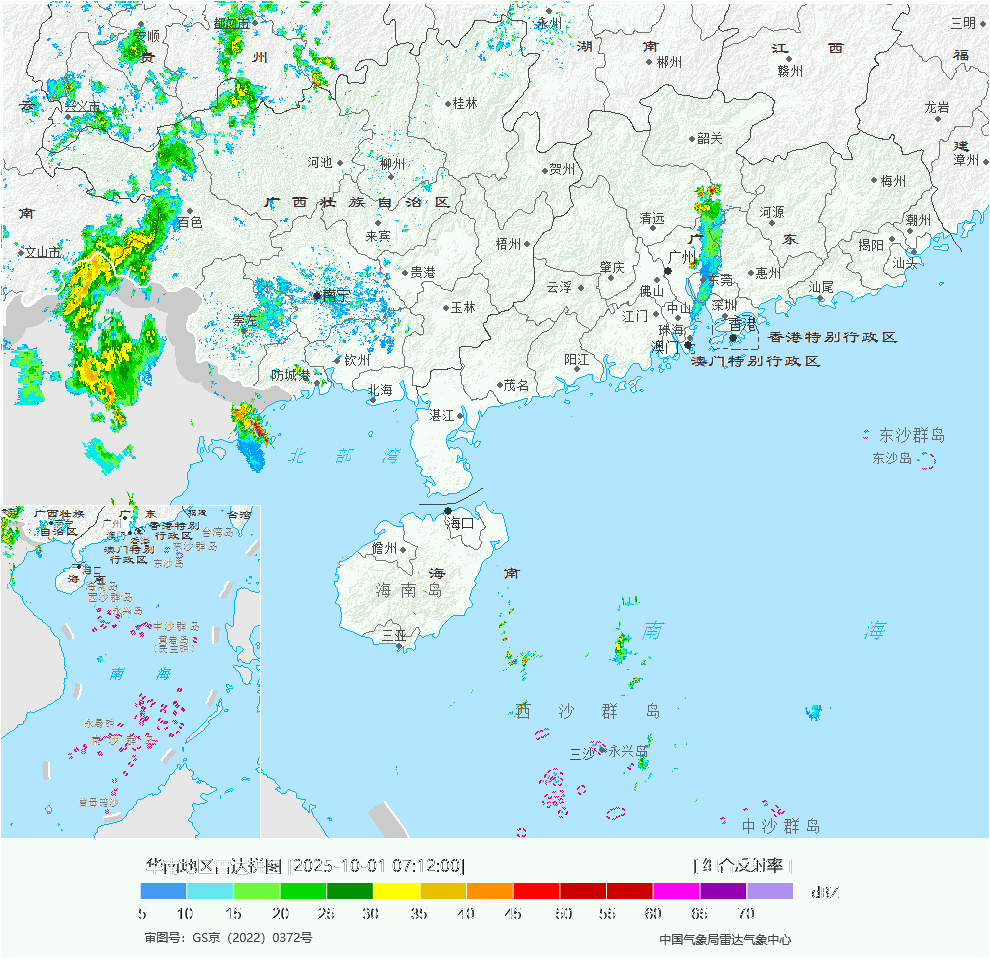 都匀市
安顺
贵 州
永州
湖 南
郴州
江 西
赣州
三明
福
建
龙岩
漳州
云
南
兴义市
桂林
韶关
河池
柳州
贺州
梅州
广 西 壮 族 自 治 区
百色
来宾
清远
河源
潮州
揭阳
汕头
广 东
文山市
梧州
广州
贵港
肇庆
东莞
惠州
南宁
云浮
佛山
汕尾
崇左
玉林
江门
中山
深圳
珠海
香港
香港特别行政区
澳门
澳门特别行政区
钦州
阳江
防城港
北海
茂名
湛江
北 部 湾
东沙群岛
东沙岛
海口
儋州
海 南
海南岛
三亚
南 海
西 沙 群 岛
三沙
永兴岛
中沙群岛
广西壮族
自治区
广 东
广州
福建
台湾
香港特别
行政区
澳门特别
行政区
台湾岛
东沙群岛
东沙岛
海口
海 南
海南岛
西沙群岛
永兴岛
中沙群岛
黄岩岛
南 海
永暑礁
南沙群岛
曾母暗沙
华南地区雷达拼图 [2025-10-01 07:12:00]
[ 组合反射率 ]
5 10 15 20 25 30 35 40 45 50 55 60 65 70 dBZ
审图号：GS京（2022）0372号
中国气象局雷达气象中心